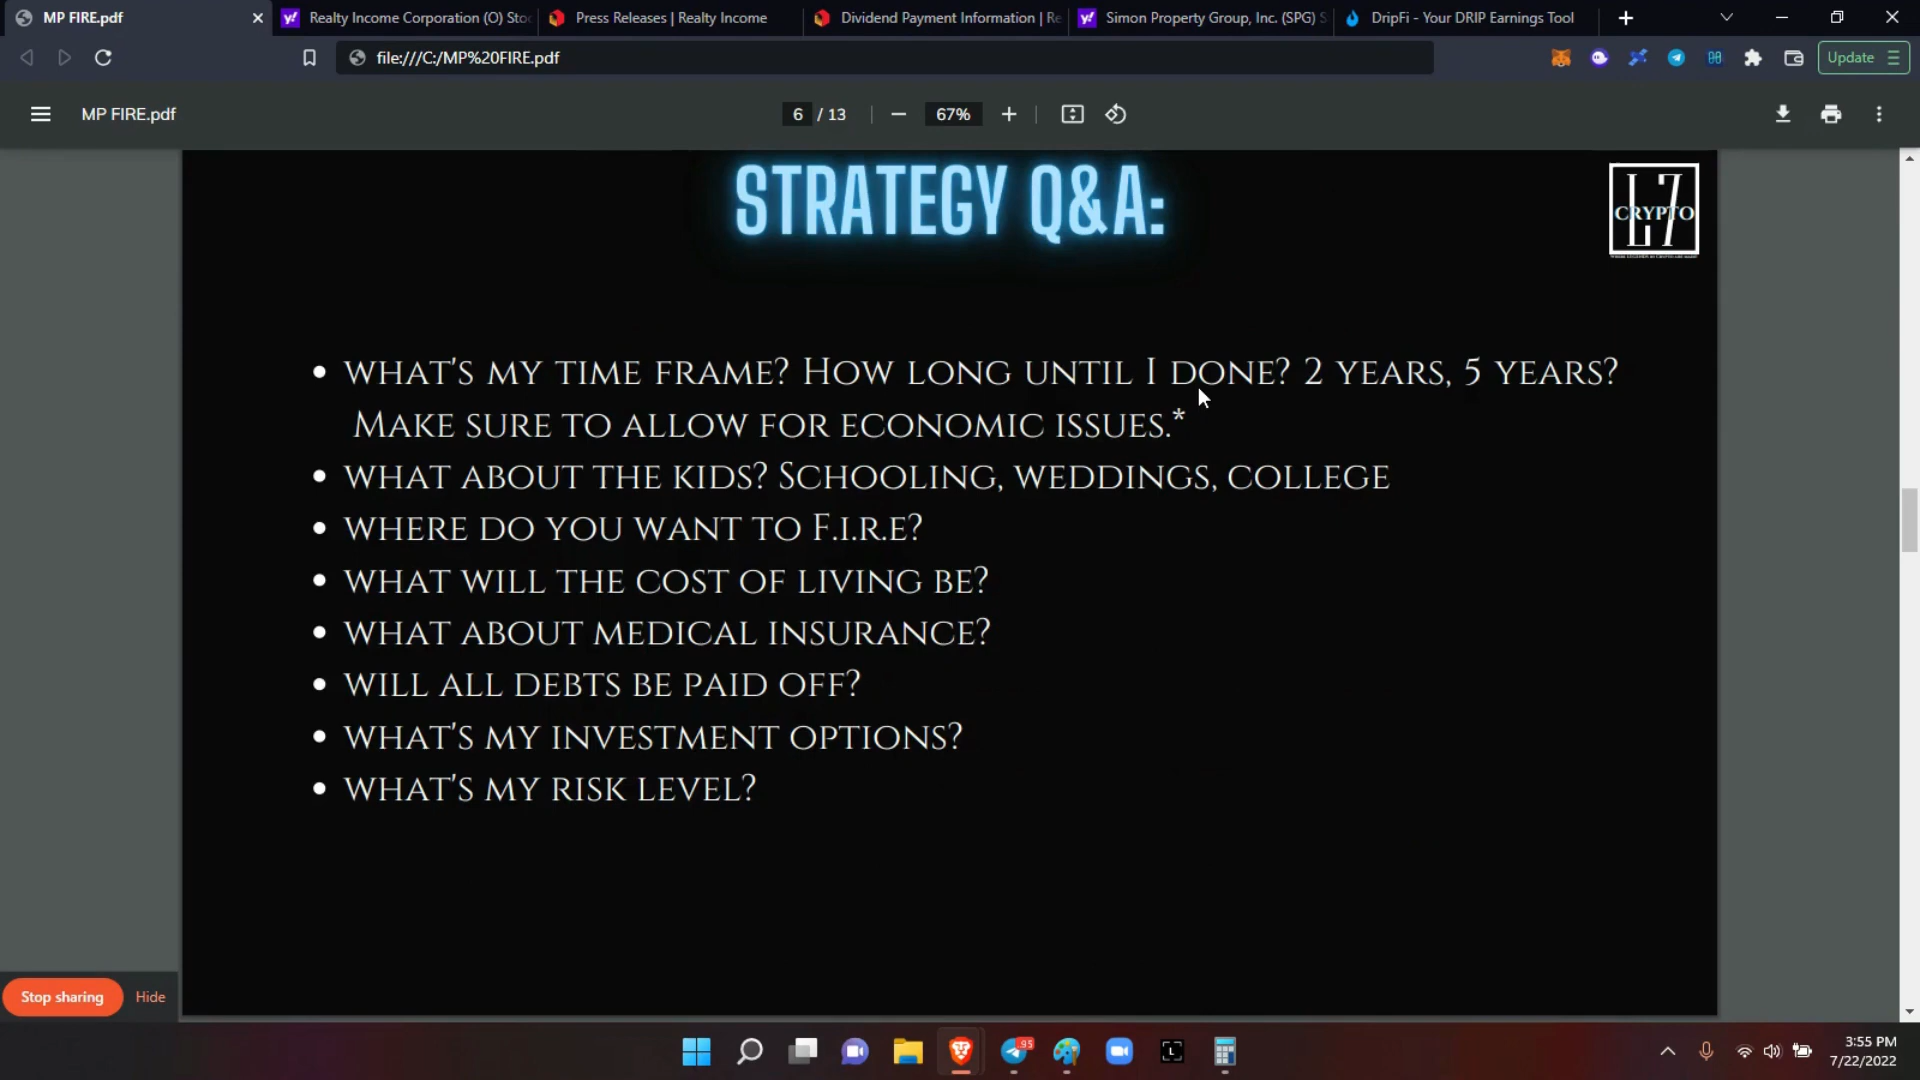 MP FIRE.pdf
Realty Income Corporation (O) Sto
Press Releases | Realty Income
Dividend Payment Information | Re
Simon Property Group, Inc. (SPG) S
DripFi - Your DRIP Earnings Tool
file:///C:/MP%20FIRE.pdf
Update
MP FIRE.pdf
6 / 13
67%
STRATEGY Q&A:
L7
CRYPTO
• what's my time frame? How long until I done? 2 years, 5 years?
Make sure to allow for economic issues.*
• what about the kids? Schooling, weddings, college
• where do you want to F.I.R.E?
• what will the cost of living be?
• what about medical insurance?
• will all debts be paid off?
• what's my investment options?
• what's my risk level?
Stop sharing
Hide
95
L
3:55 PM
7/22/2022